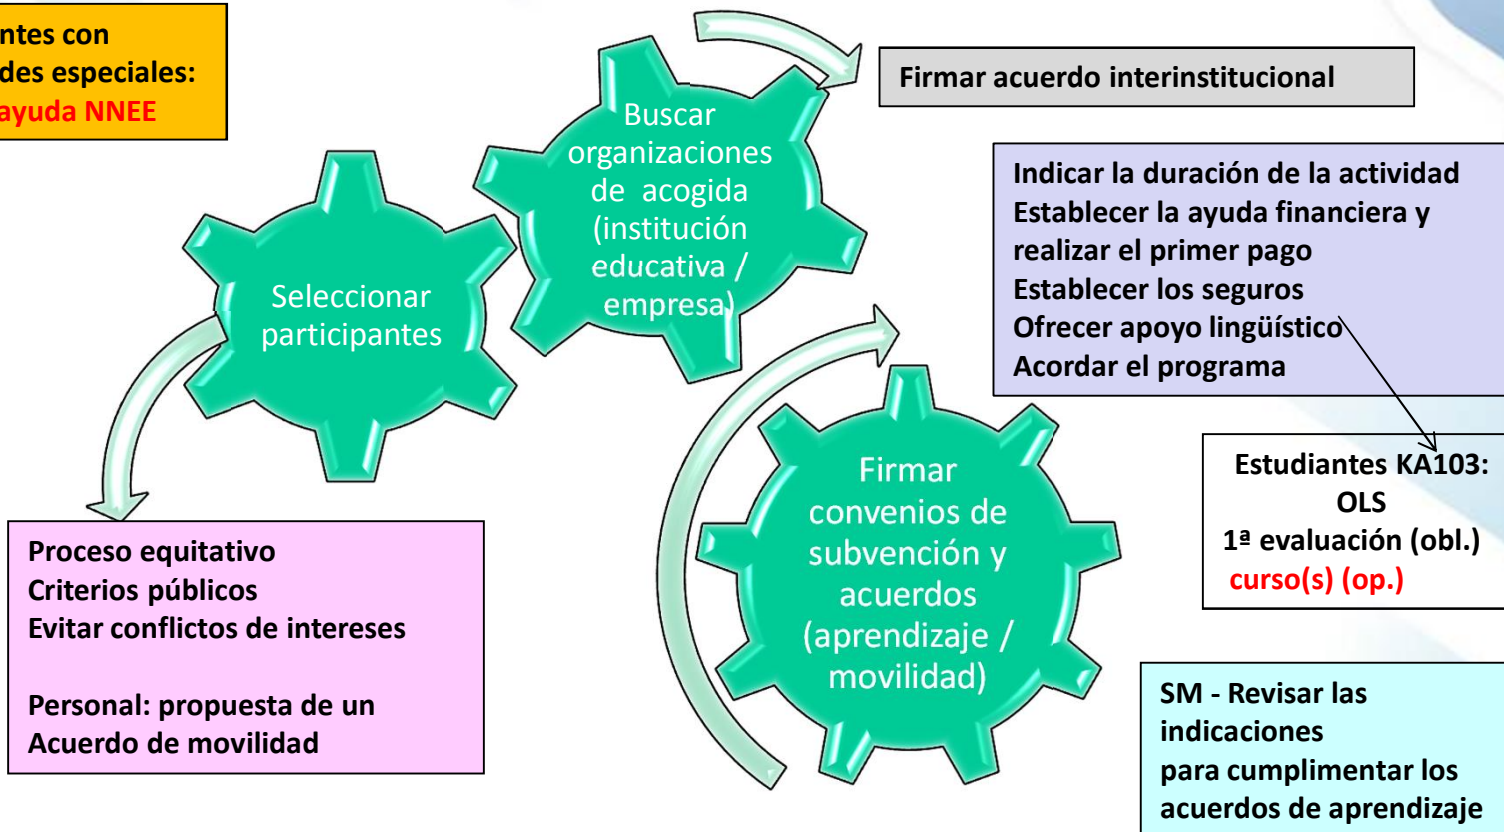 ntes con
des especiales:
ayuda NNEE
Firmar acuerdo interinstitucional
Buscar
organizaciones
de acogida
(institución
educativa /
empresa)
Indicar la duración de la actividad
Establecer la ayuda financiera y
realizar el primer pago
Establecer los seguros
Ofrecer apoyo lingüístico
Acordar el programa
Seleccionar
participantes
Estudiantes KA103:
OLS
1ª evaluación (obl.)
curso(s) (op.)
Firmar
convenios de
subvención y
acuerdos
(aprendizaje /
movilidad)
Proceso equitativo
Criterios públicos
Evitar conflictos de intereses
Personal: propuesta de un
Acuerdo de movilidad
SM - Revisar las
indicaciones
para cumplimentar los
acuerdos de aprendizaje